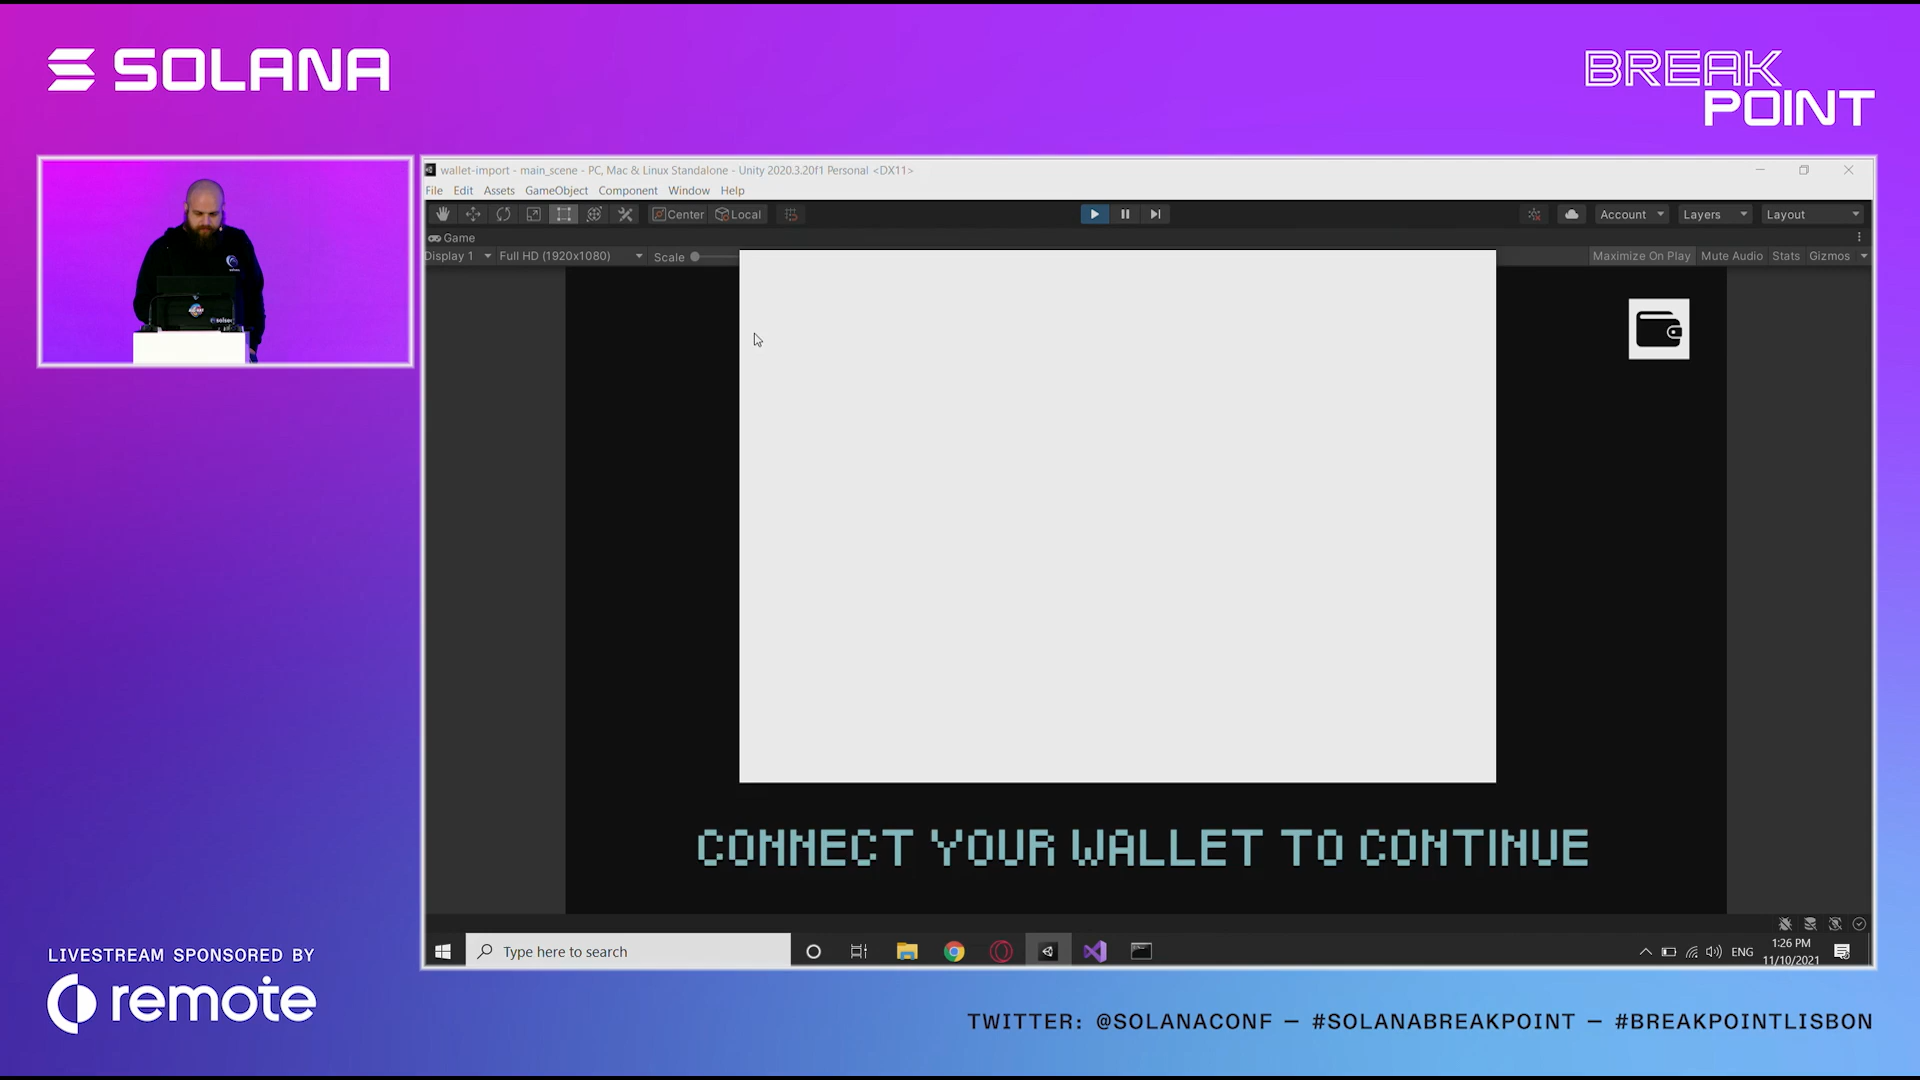 SOLANA
BREAK
POINT
wallet-import - main_scene - PC, Mac & Linux Standalone - Unity 2020.3.20f1 Personal <DX11>
File Edit Assets GameObject Component Window Help
Center Local Account Layers Layout
Game
Display 1 Full HD (1920x1080) Scale Maximize On Play Mute Audio Stats Gizmos
CONNECT YOUR WALLET TO CONTINUE
Type here to search
ENG
1:26 PM
11/10/2021
LIVESTREAM SPONSORED BY
remote
TWITTER: @SOLANACONF – #SOLANABREAKPOINT – #BREAKPOINTLISBON